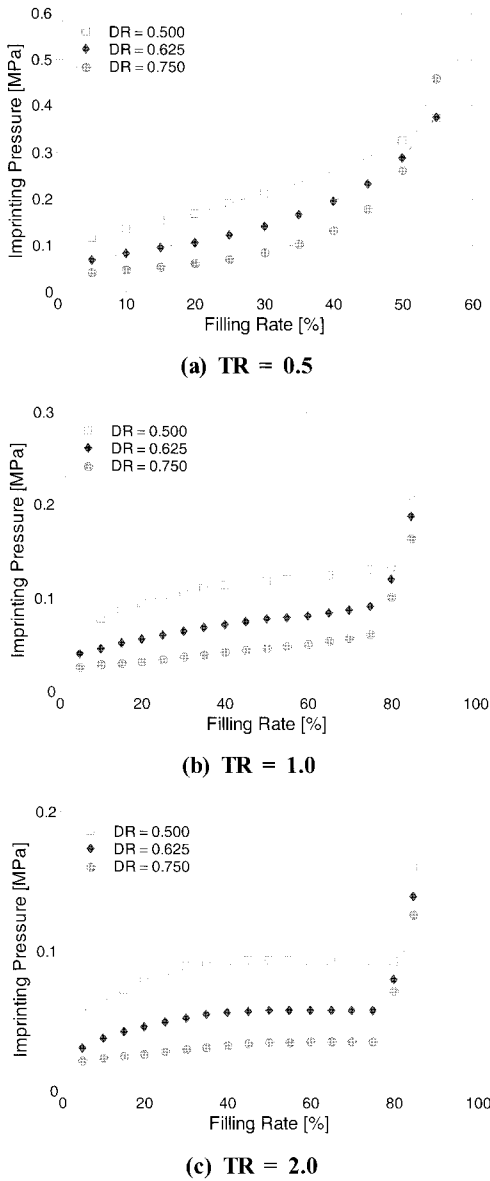 0.6
DR = 0.500
DR = 0.625
DR = 0.750
0.5
0.4
0.3
0.2
0.1
0
Imprinting Pressure [MPa]
0 10 20 30 40 50 60
Filling Rate [%]
(a) TR = 0.5
0.3
DR = 0.500
DR = 0.625
DR = 0.750
0.2
0.1
0
Imprinting Pressure [MPa]
0 20 40 60 80 100
Filling Rate [%]
(b) TR = 1.0
0.2
DR = 0.500
DR = 0.625
DR = 0.750
0.1
0
Imprinting Pressure [MPa]
0 20 40 60 80 100
Filling Rate [%]
(c) TR = 2.0